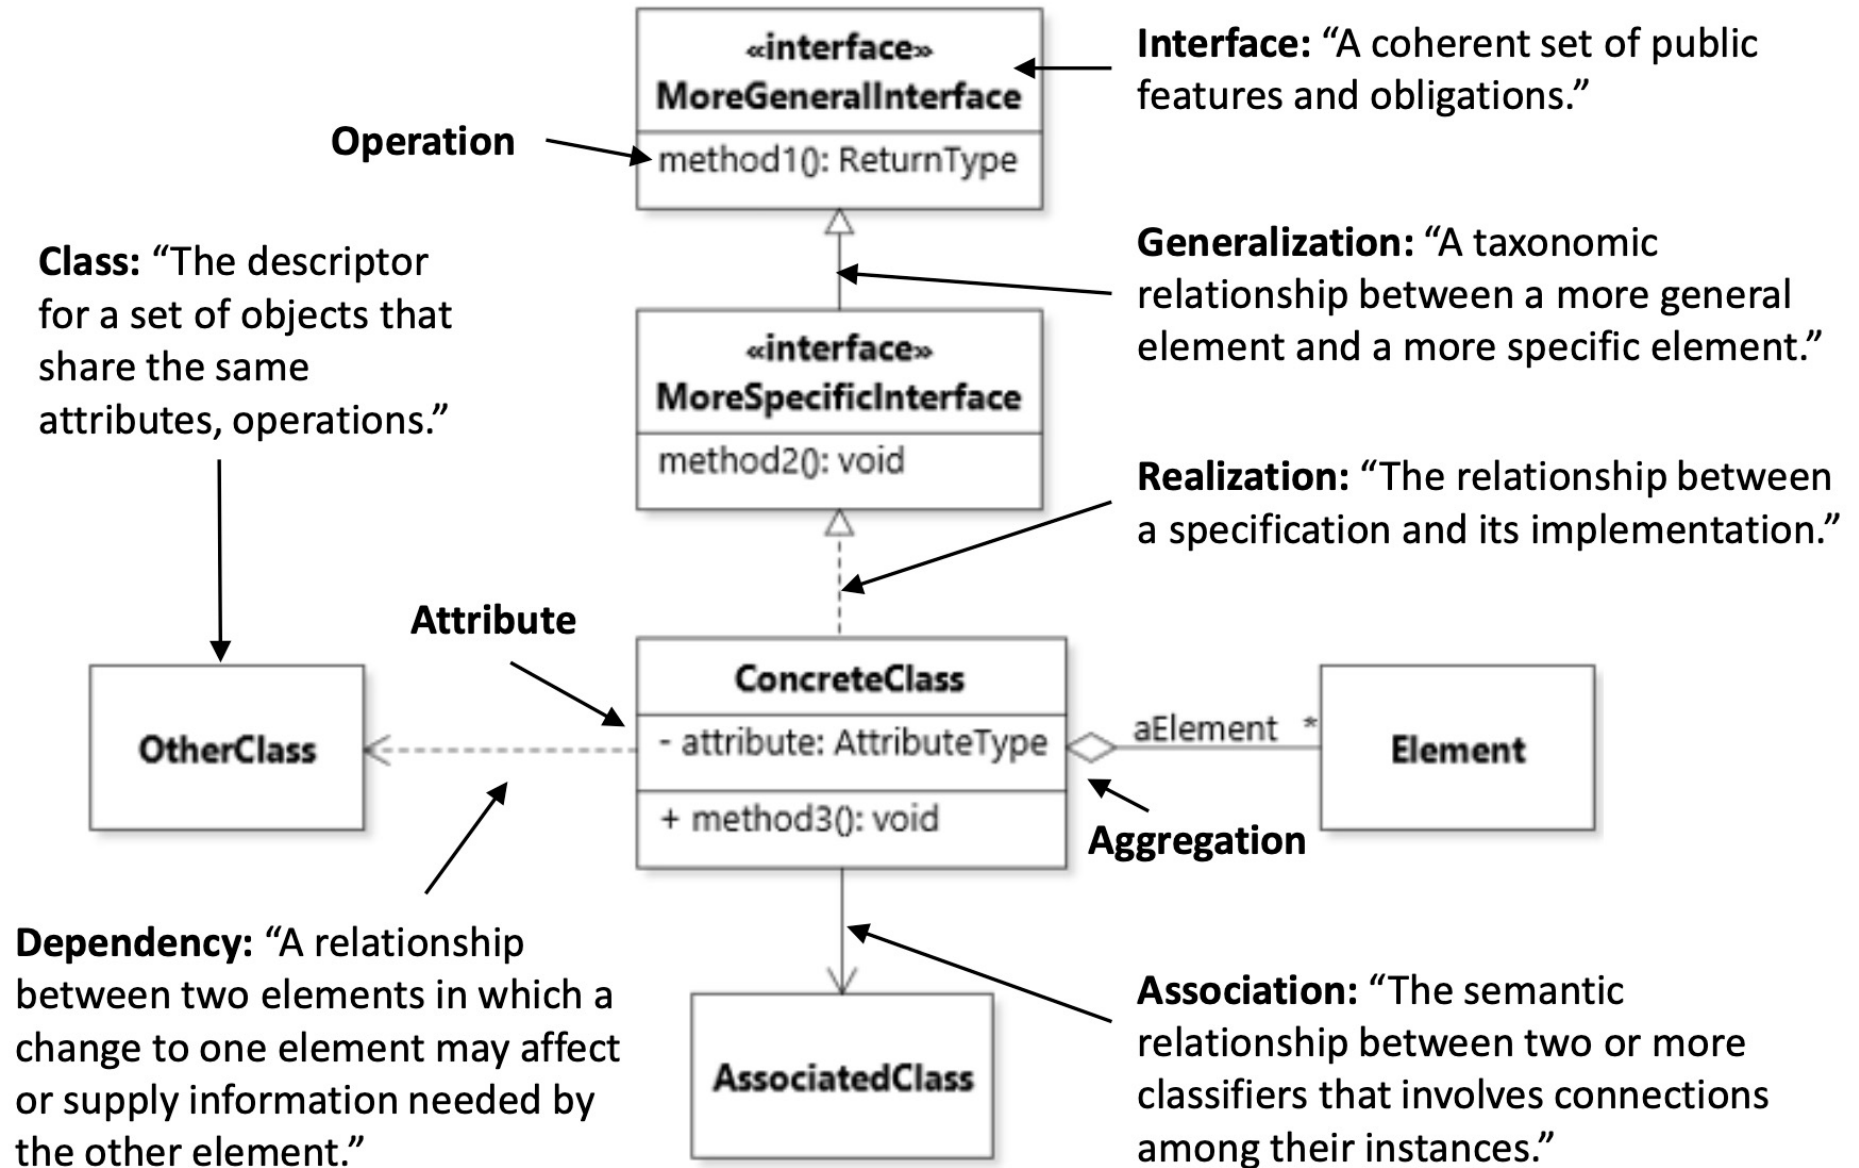 «interface»
MoreGeneralInterface
method1(): ReturnType
Interface: “A coherent set of public
features and obligations.”
Operation
Class: “The descriptor
for a set of objects that
share the same
attributes, operations.”
Generalization: “A taxonomic
relationship between a more general
element and a more specific element.”
«interface»
MoreSpecificInterface
method2(): void
Realization: “The relationship between
a specification and its implementation.”
Attribute
OtherClass
ConcreteClass
- attribute: AttributeType
+ method3(): void
aElement *
Element
Aggregation
Dependency: “A relationship
between two elements in which a
change to one element may affect
or supply information needed by
the other element.”
AssociatedClass
Association: “The semantic
relationship between two or more
classifiers that involves connections
among their instances.”